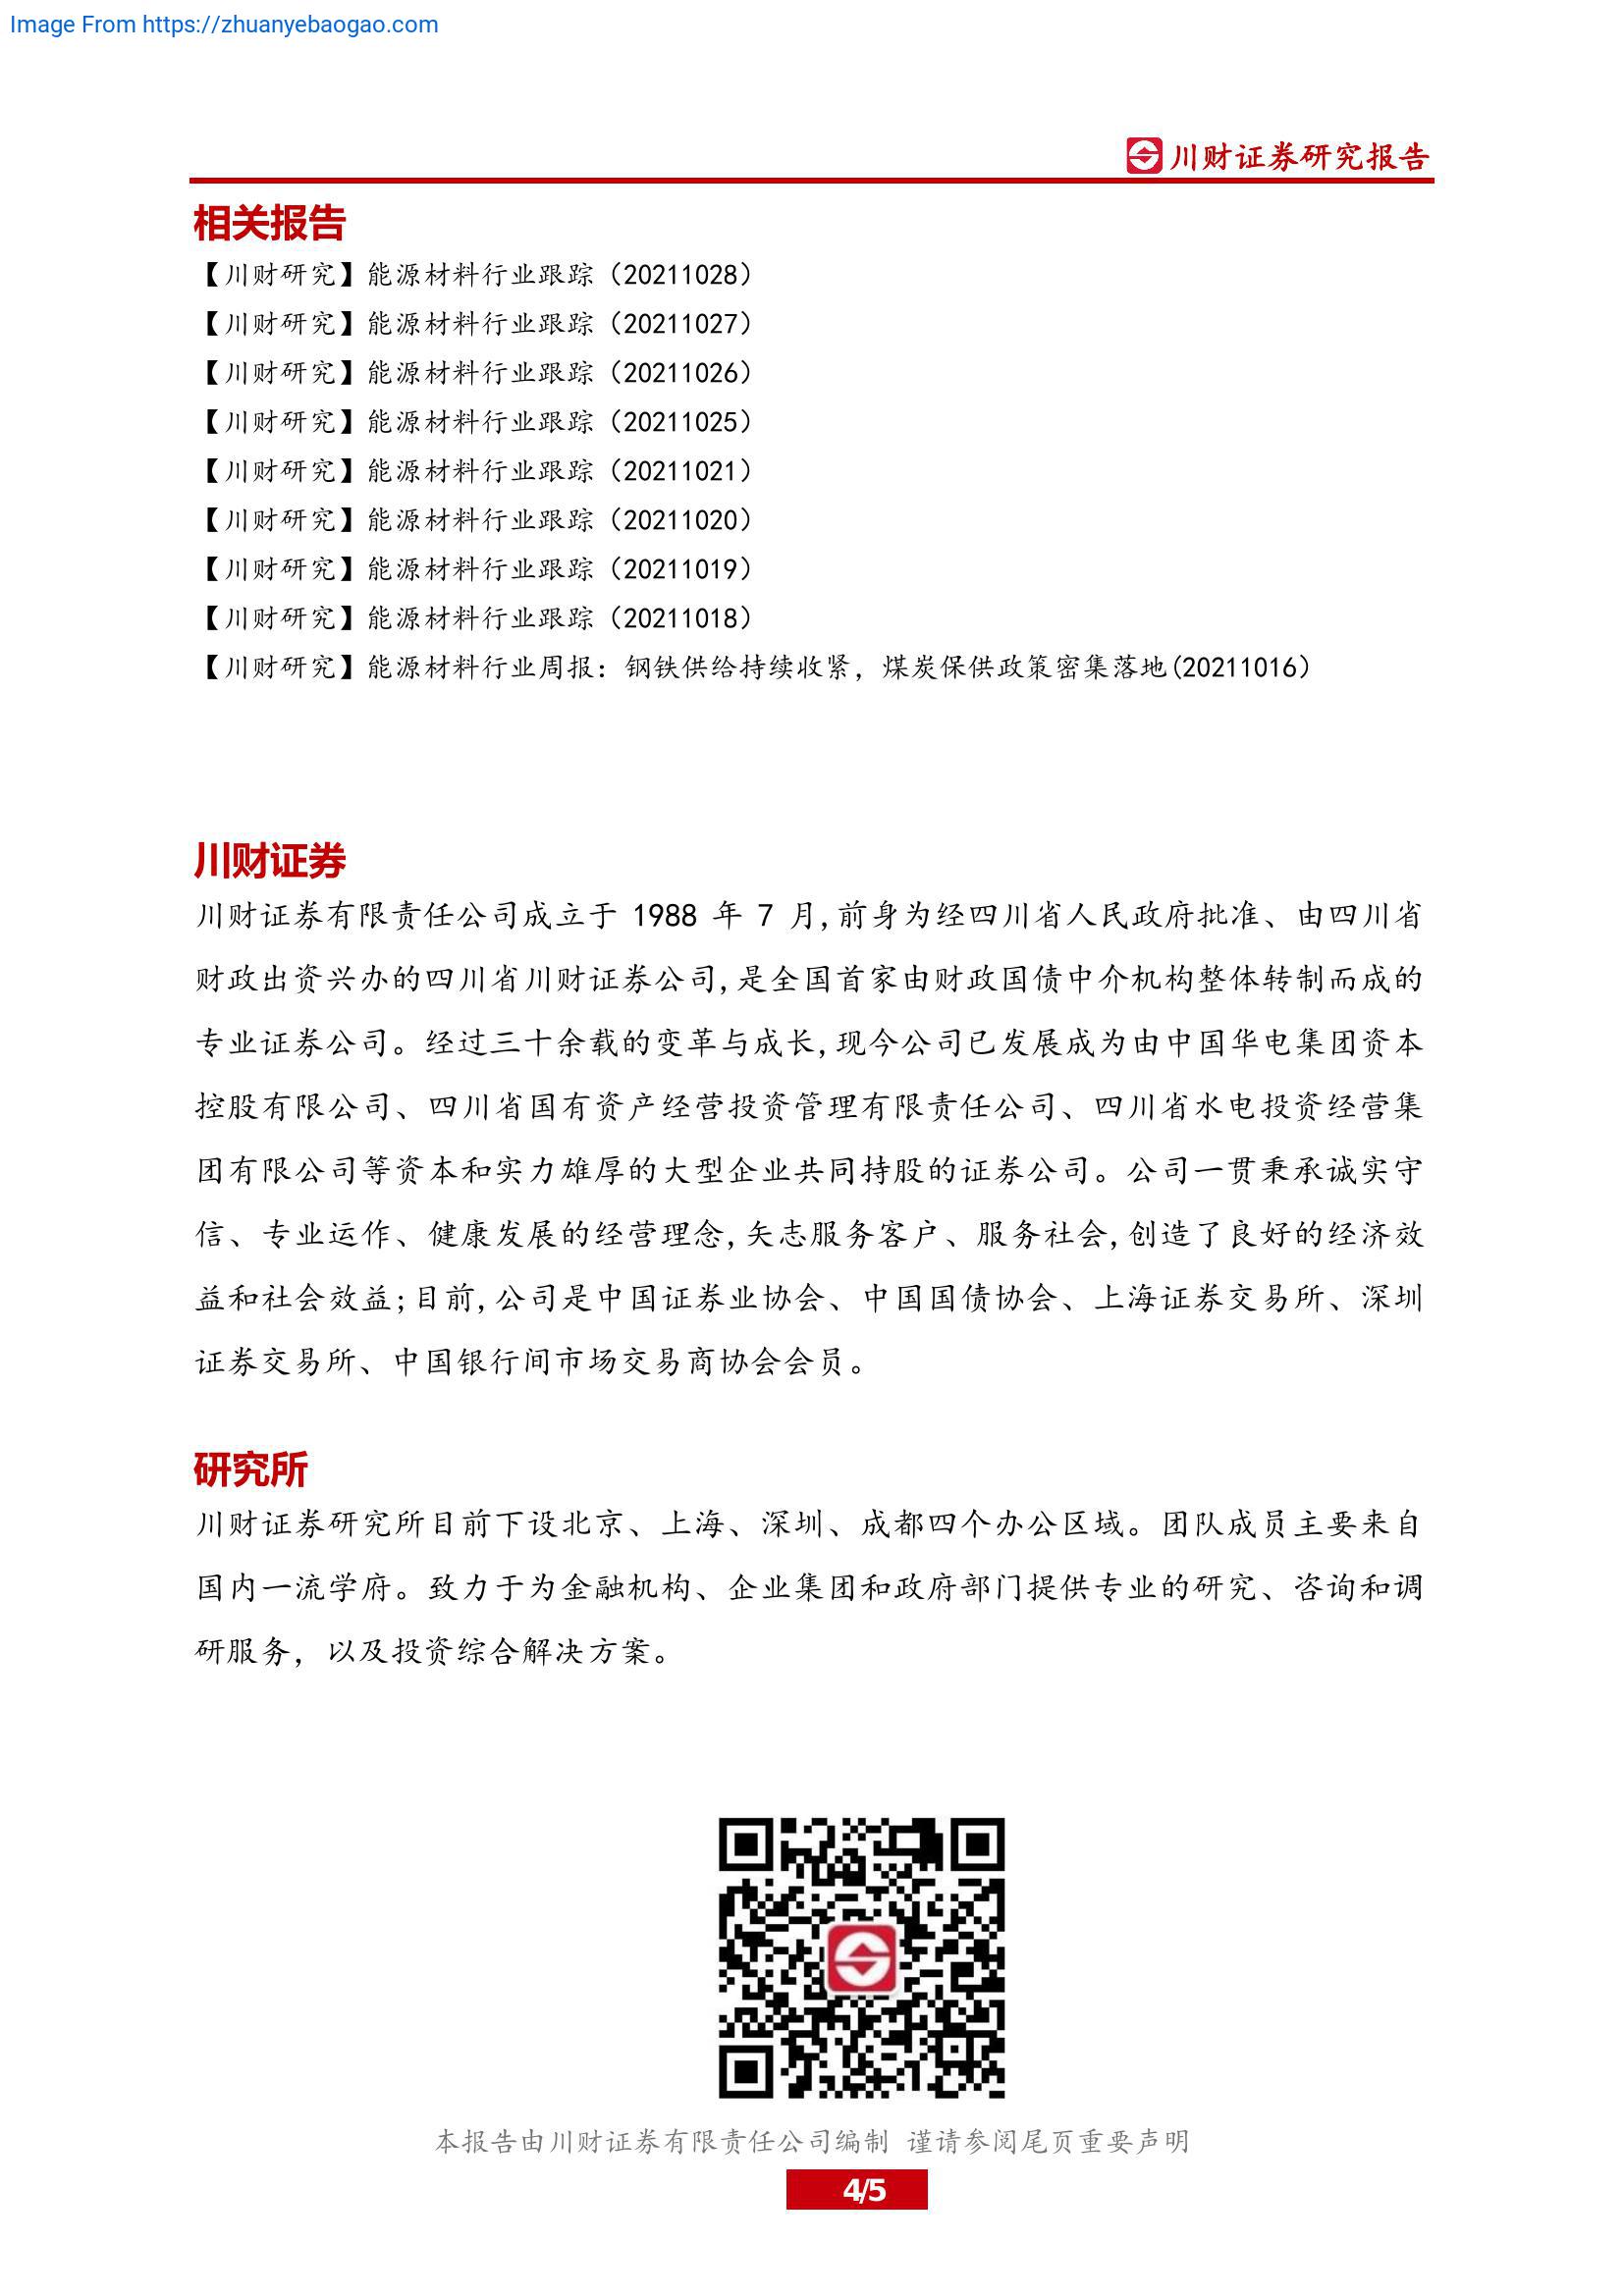 Image From https://zhuanyebaogao.com
川财证券研究报告
相关报告
【川财研究】能源材料行业跟踪（20211028）
【川财研究】能源材料行业跟踪（20211027）
【川财研究】能源材料行业跟踪（20211026）
【川财研究】能源材料行业跟踪（20211025）
【川财研究】能源材料行业跟踪（20211021）
【川财研究】能源材料行业跟踪（20211020）
【川财研究】能源材料行业跟踪（20211019）
【川财研究】能源材料行业跟踪（20211018）
【川财研究】能源材料行业周报：钢铁供给持续收紧，煤炭保供政策密集落地(20211016）
川财证券
川财证券有限责任公司成立于 1988 年 7 月,前身为经四川省人民政府批准、由四川省
财政出资兴办的四川省川财证券公司,是全国首家由财政国债中介机构整体转制而成的
专业证券公司。经过三十余载的变革与成长,现今公司已发展成为由中国华电集团资本
控股有限公司、四川省国有资产经营投资管理有限责任公司、四川省水电投资经营集
团有限公司等资本和实力雄厚的大型企业共同持股的证券公司。公司一贯秉承诚实守
信、专业运作、健康发展的经营理念,矢志服务客户、服务社会,创造了良好的经济效
益和社会效益;目前,公司是中国证券业协会、中国国债协会、上海证券交易所、深圳
证券交易所、中国银行间市场交易商协会会员。
研究所
川财证券研究所目前下设北京、上海、深圳、成都四个办公区域。团队成员主要来自
国内一流学府。致力于为金融机构、企业集团和政府部门提供专业的研究、咨询和调
研服务，以及投资综合解决方案。
本报告由川财证券有限责任公司编制 谨请参阅尾页重要声明
4/5